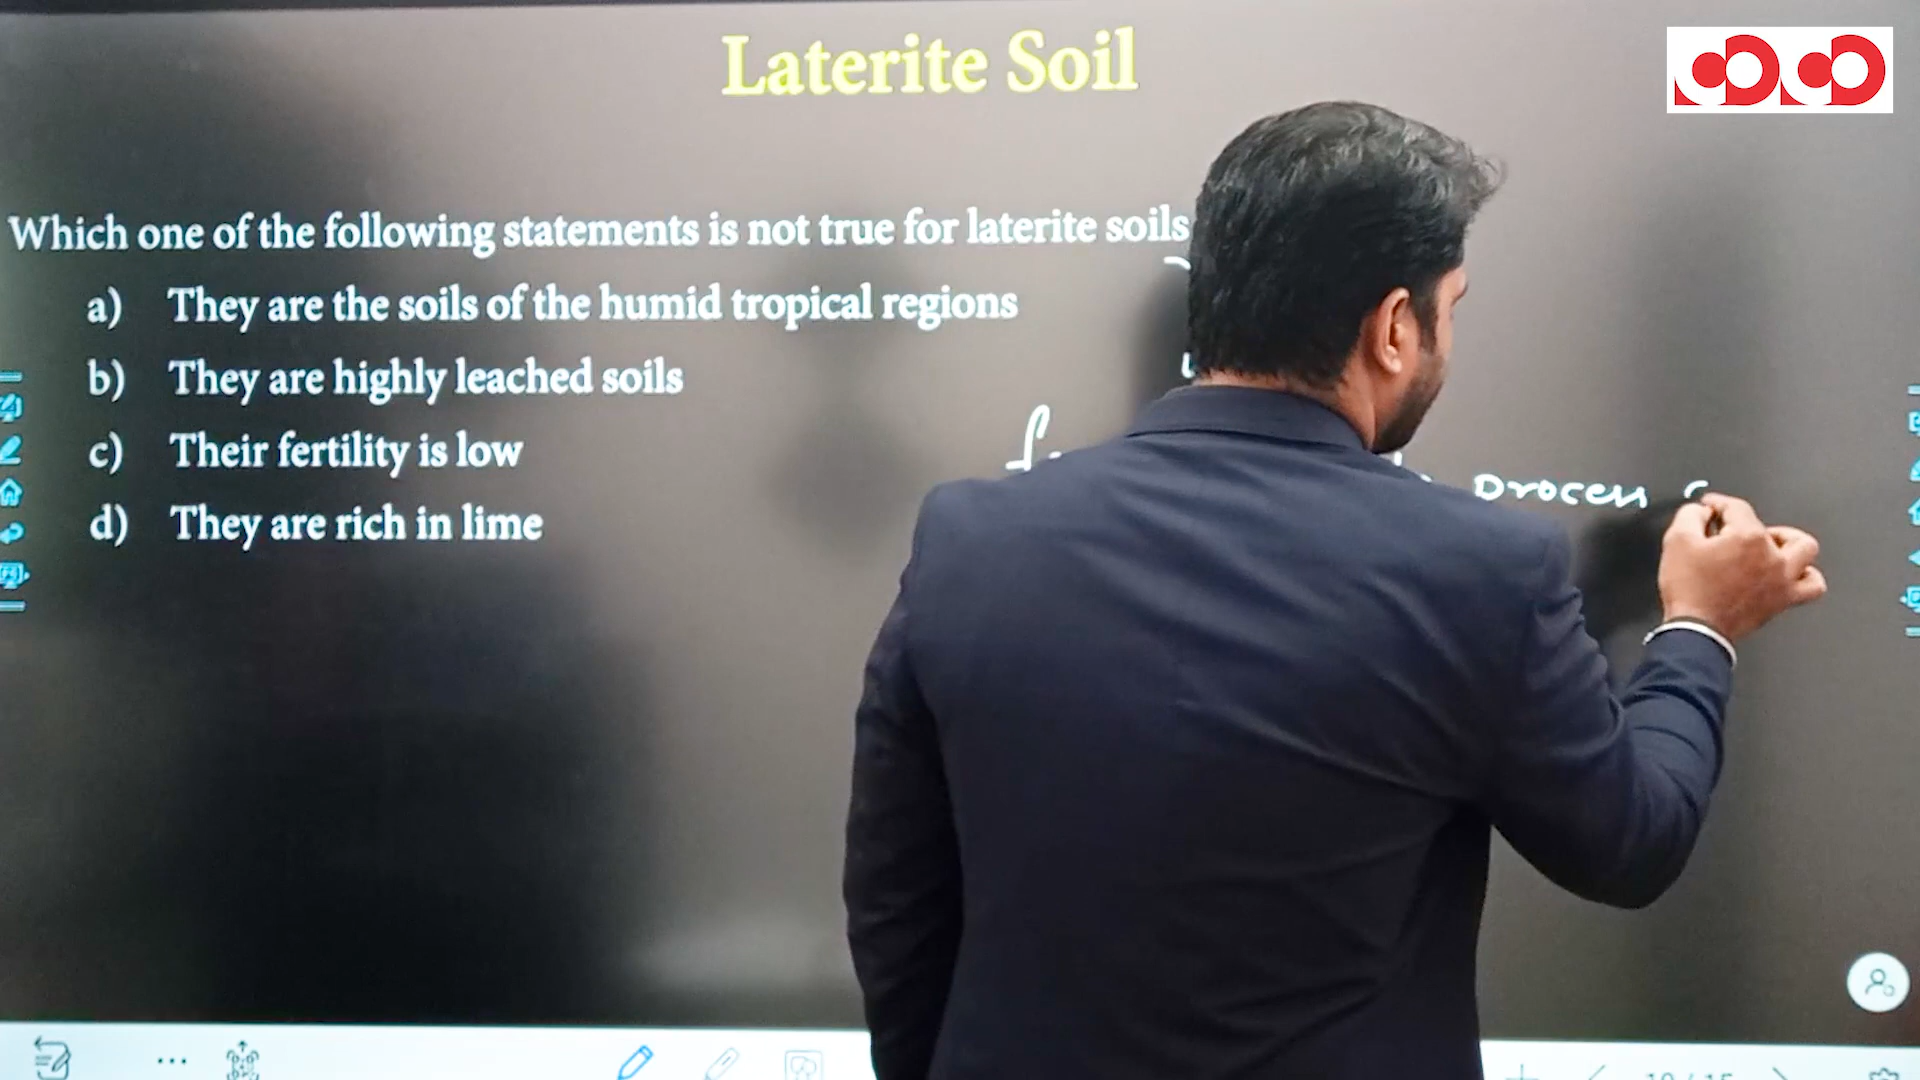 Laterite Soil
Which one of the following statements is not true for laterite soils
a) They are the soils of the humid tropical regions
b) They are highly leached soils
c) Their fertility is low
d) They are rich in lime
process